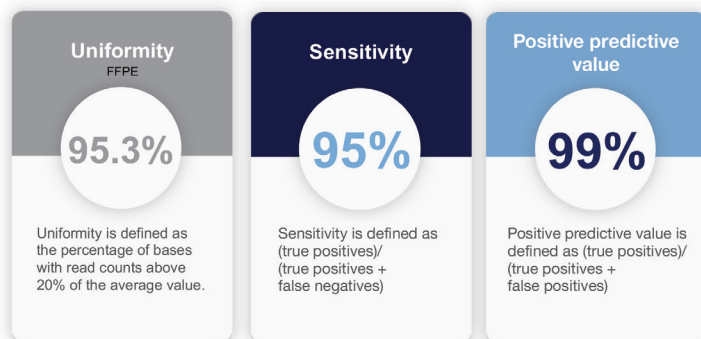 Uniformity
FFPE
95.3%
Uniformity is defined as
the percentage of bases
with read counts above
20% of the average value.
Sensitivity
95%
Sensitivity is defined as
(true positives)/
(true positives +
false negatives)
Positive predictive
value
99%
Positive predictive value is
defined as (true positives)/
(true positives +
false positives)